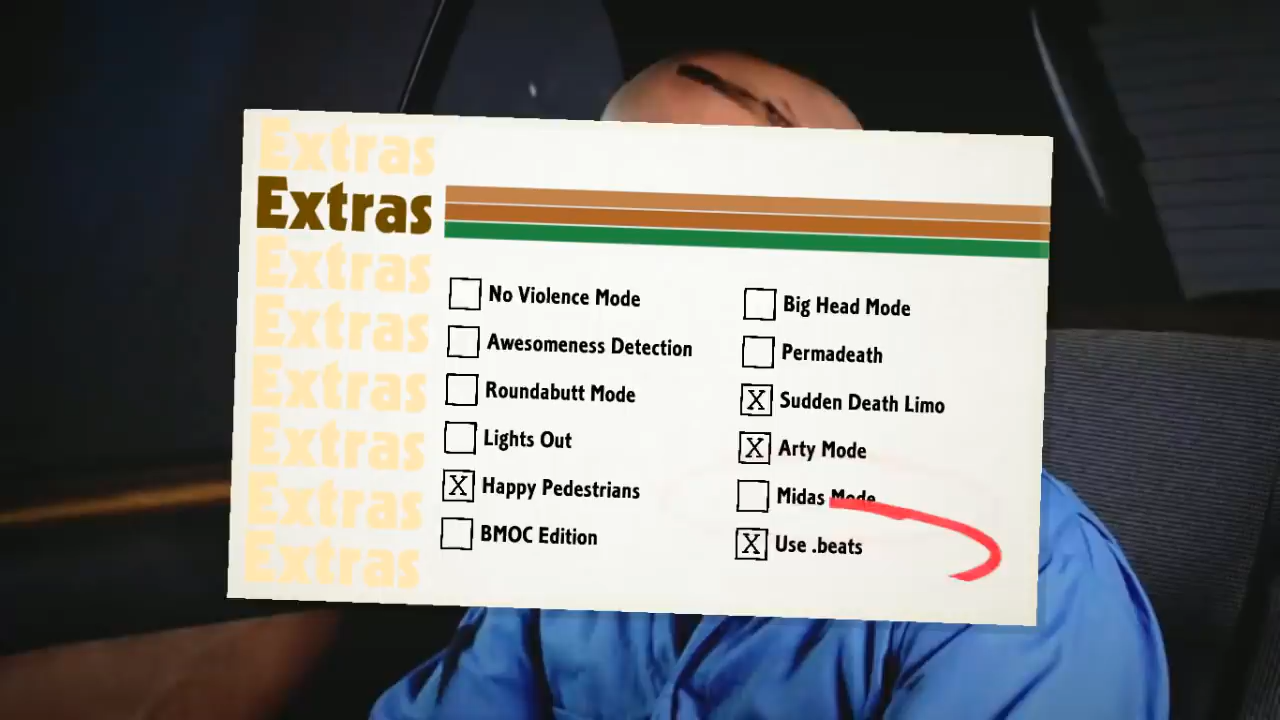 Extras
Extras
Extras
Extras
Extras
Extras
Extras
Extras
No Violence Mode
Awesomeness Detection
Roundabutt Mode
Lights Out
X Happy Pedestrians
BMOC Edition
Big Head Mode
Permadeath
X Sudden Death Limo
X Arty Mode
Midas Mode
X Use .beats